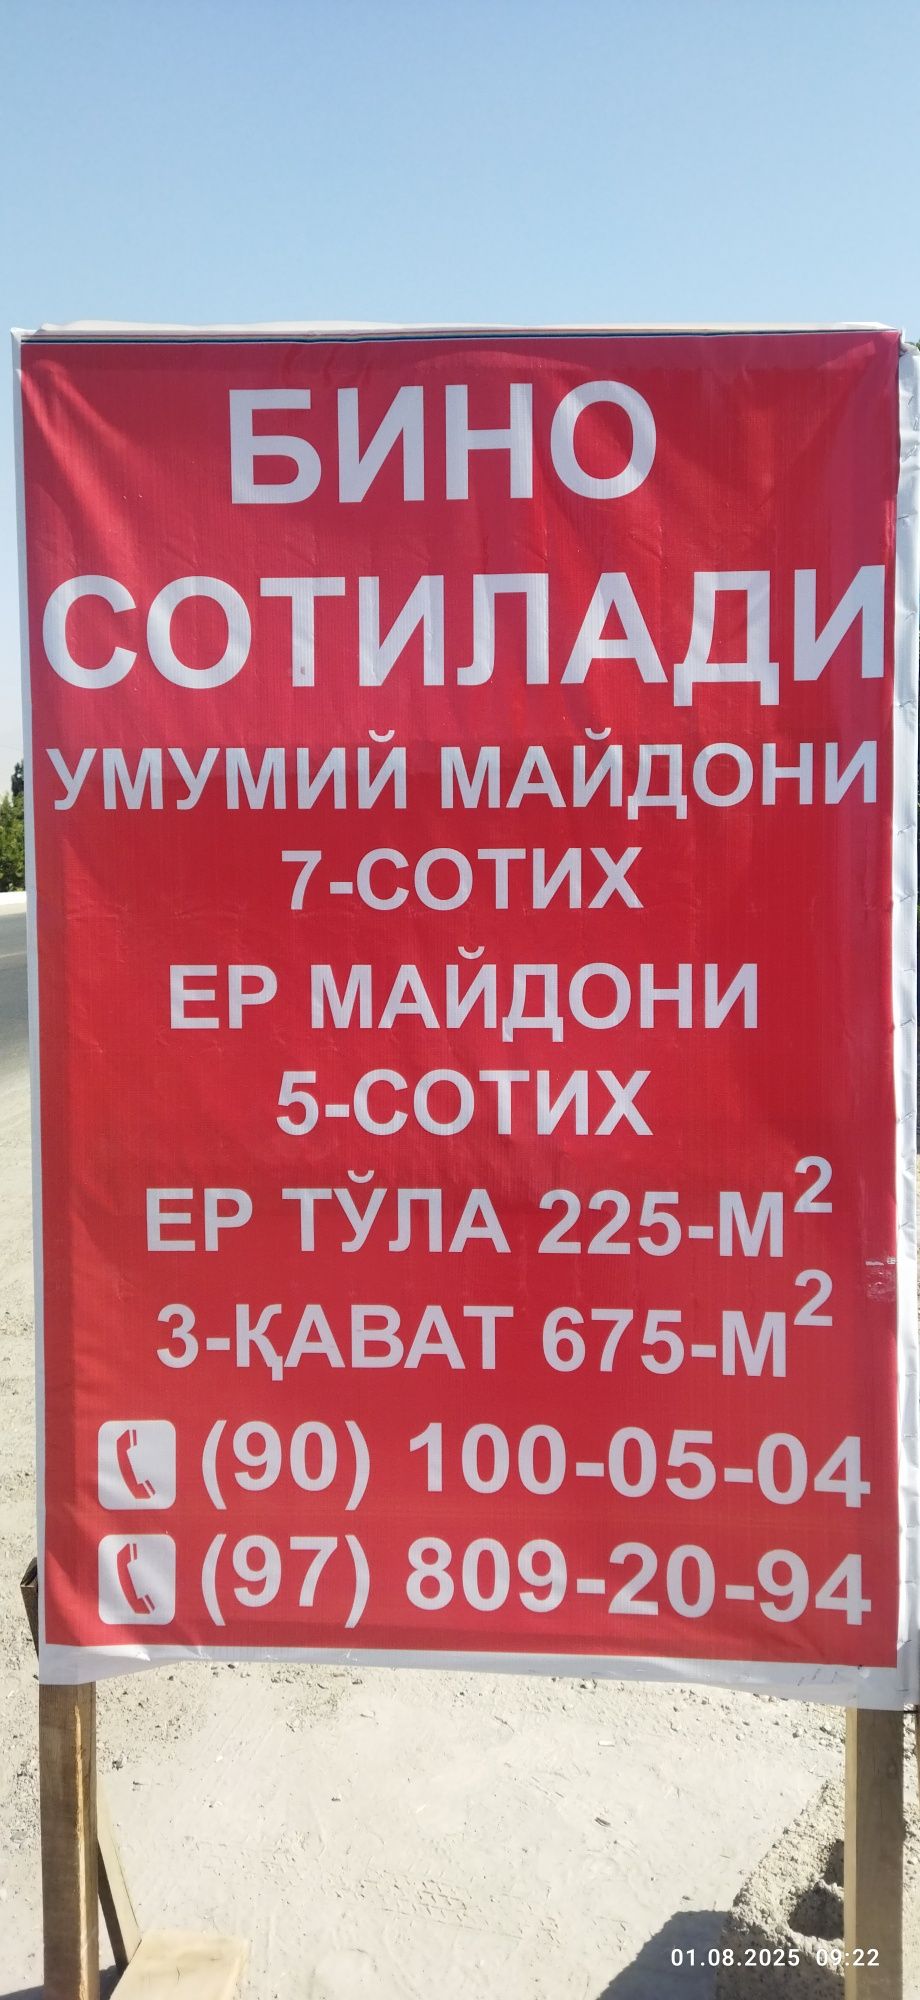 БИНО
СОТИЛАДИ
УМУМИЙ МАЙДОНИ
7-СОТИХ
ЕР МАЙДОНИ
5-СОТИХ
ЕР ТЎЛА 225-М²
3-ҚАВАТ 675-М²
(90) 100-05-04
(97) 809-20-94
01.08.2025 09:22